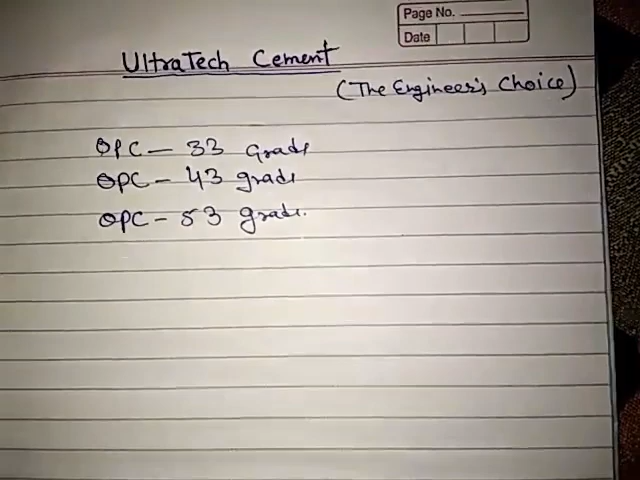 Page No.
Date
UltraTech Cement
(The Engineer's Choice)
OPC – 33 Grade
OPC – 43 grade
OPC – 53 grade.